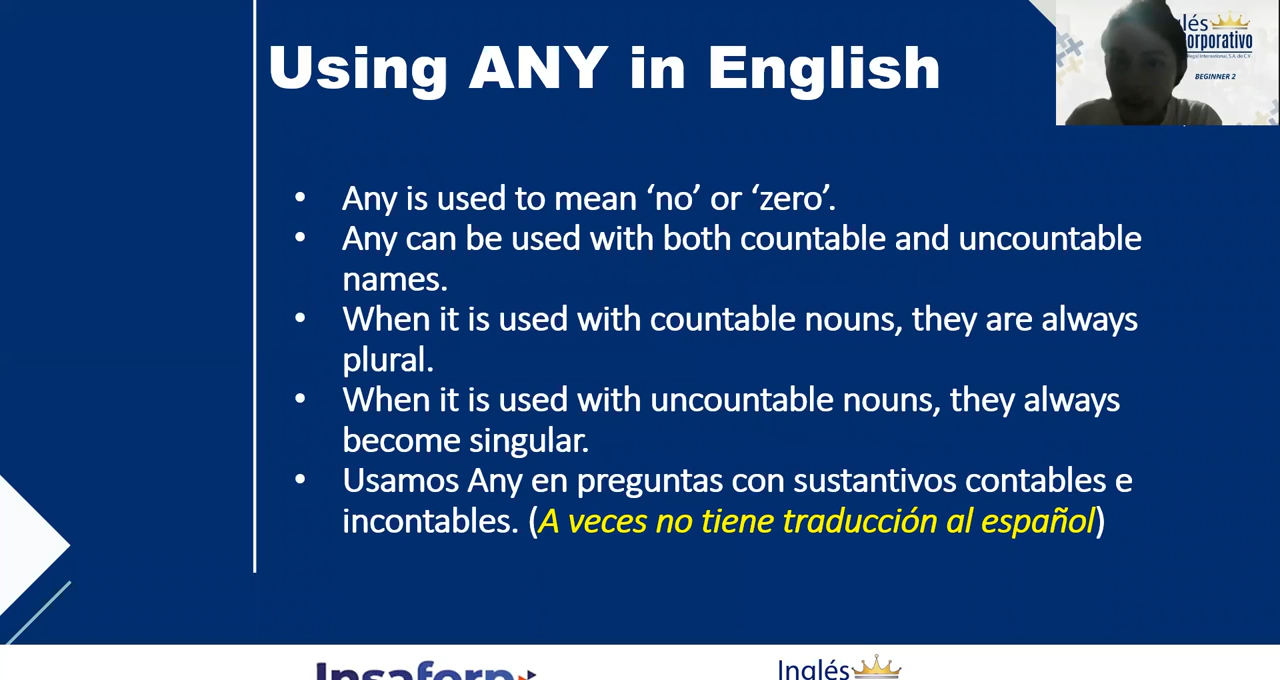 Using ANY in English
lés
orporativo
BEGINNER 2
• Any is used to mean ‘no’ or ‘zero’.
• Any can be used with both countable and uncountable
names.
• When it is used with countable nouns, they are always
plural.
• When it is used with uncountable nouns, they always
become singular.
• Usamos Any en preguntas con sustantivos contables e
incontables. (A veces no tiene traducción al español)
Insaforp
Inglés